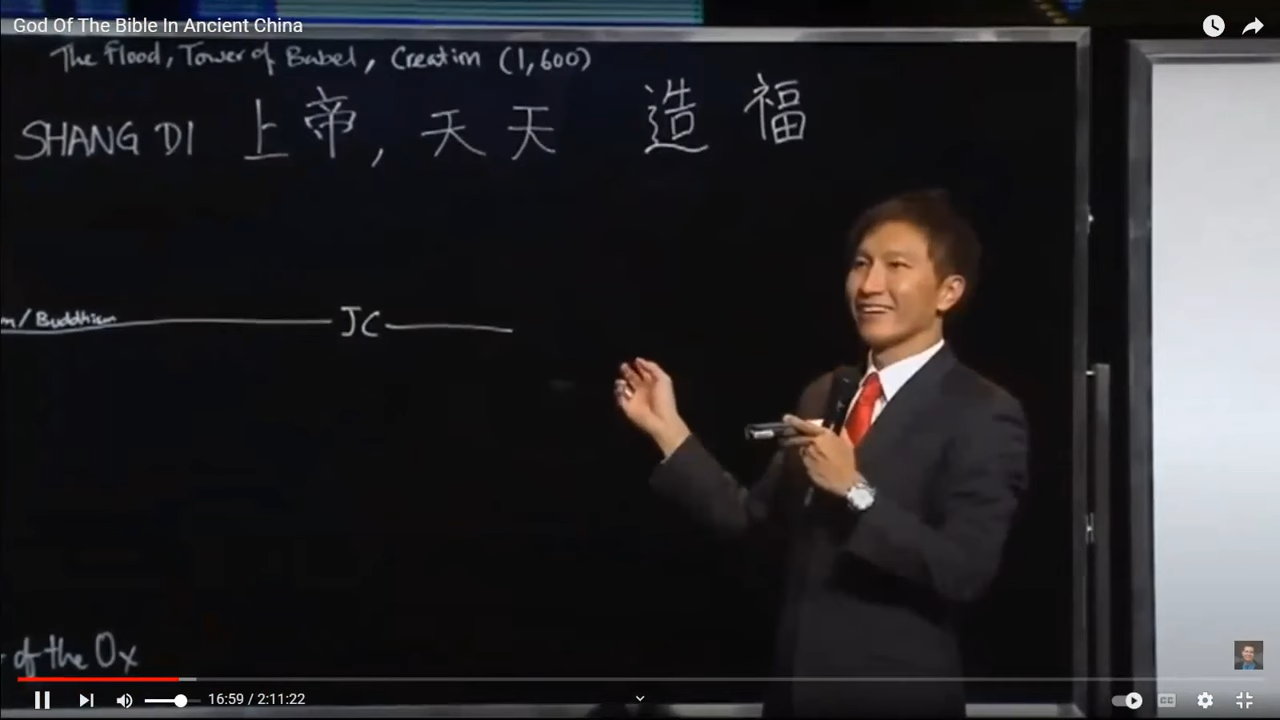 God Of The Bible In Ancient China
The Flood, Tower of Babel, Creation (1,600)
SHANG DI 上帝, 天天 造 福
m/Buddhism
JC
of the Ox
16:59 / 2:11:22
CC